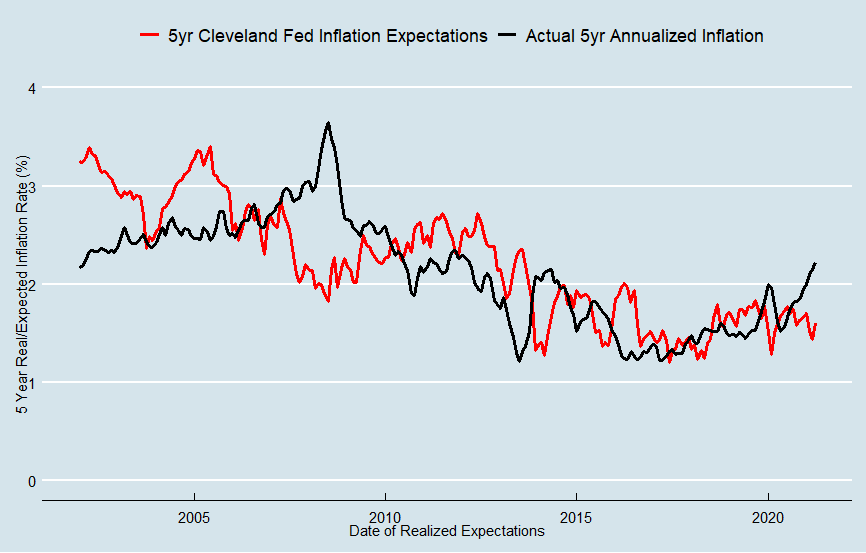 5yr Cleveland Fed Inflation Expectations Actual 5yr Annualized Inflation
5 Year Real/Expected Inflation Rate (%)
4
3
2
1
0
2005 2010 2015 2020
Date of Realized Expectations